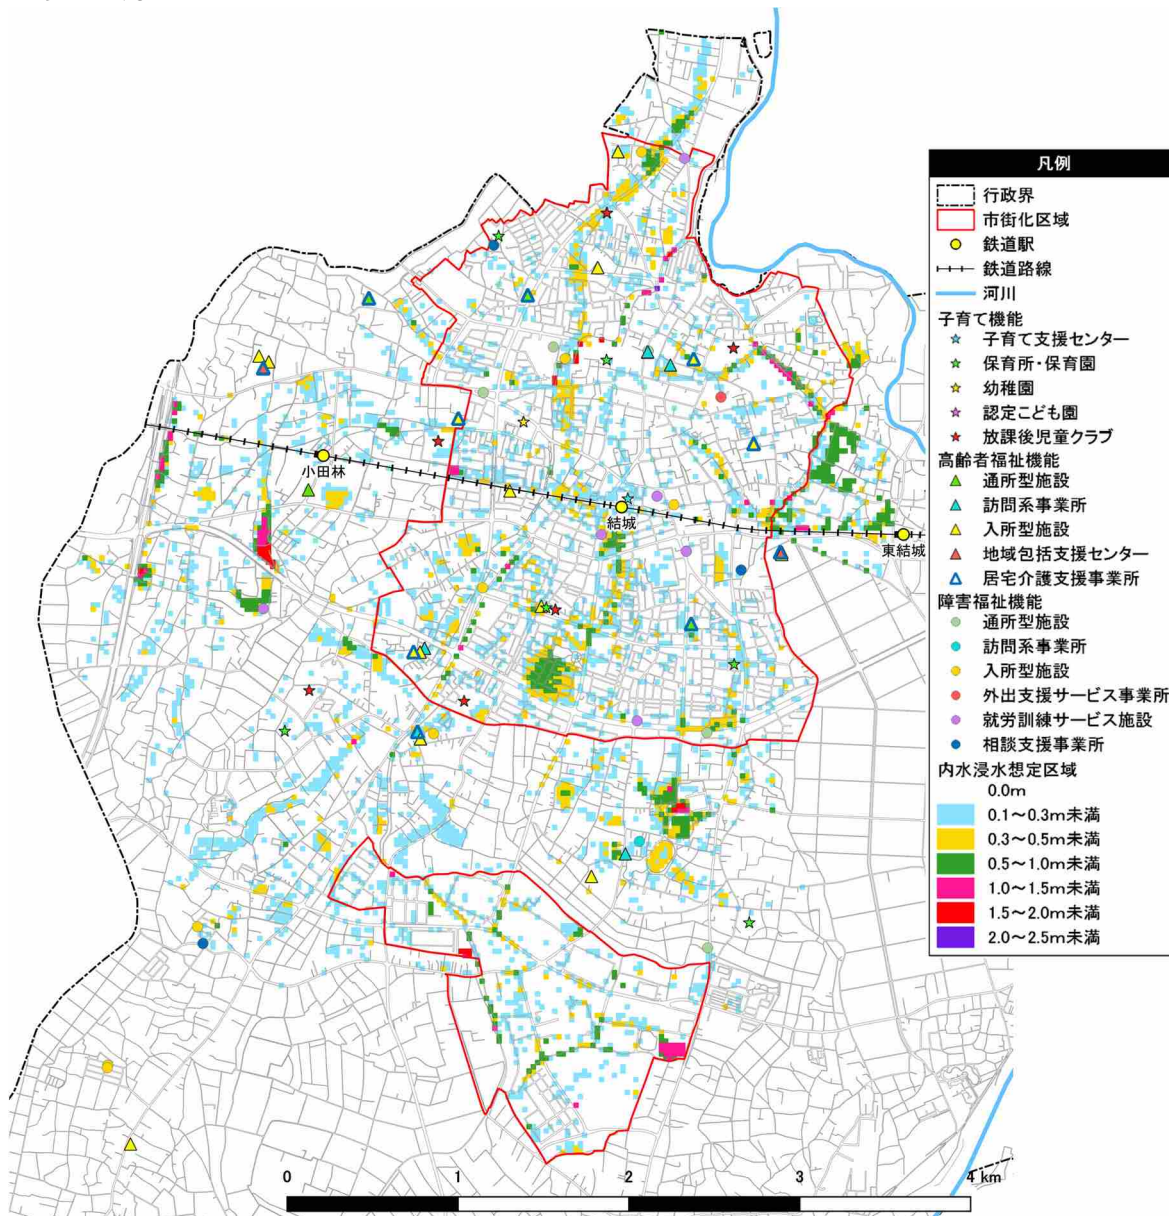 小田林
結城
東結城
凡例
行政界
市街化区域
鉄道駅
鉄道路線
河川
子育て機能
子育て支援センター
保育所・保育園
幼稚園
認定こども園
放課後児童クラブ
高齢者福祉機能
通所型施設
訪問系事業所
入所型施設
地域包括支援センター
居宅介護支援事業所
障害福祉機能
通所型施設
訪問系事業所
入所型施設
外出支援サービス事業所
就労訓練サービス施設
相談支援事業所
内水浸水想定区域
0.0m
0.1～0.3m未満
0.3～0.5m未満
0.5～1.0m未満
1.0～1.5m未満
1.5～2.0m未満
2.0～2.5m未満
0 1 2 3 4 km